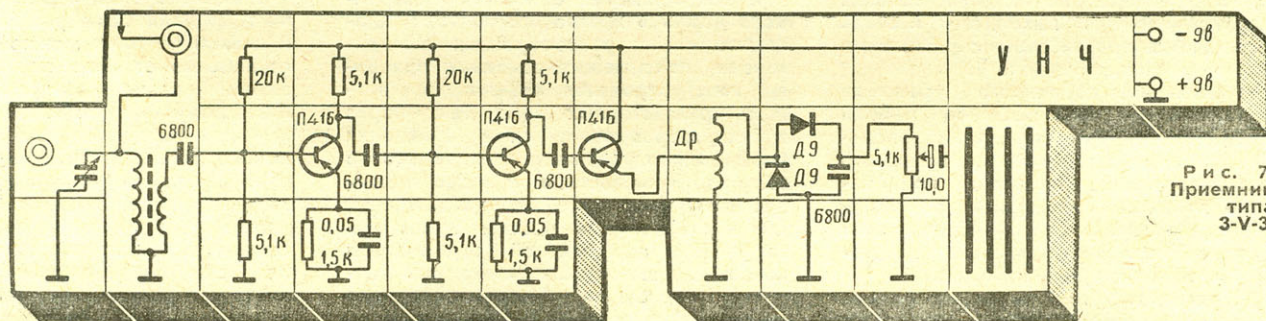 У Н Ч
- 9В
+ 9В
20к
5,1к
20к
5,1к
6800
П416
6800
П416
6800
П416
Др
Д9
Д9
6800
5,1к
10,0
5,1к
0,05
1,5к
5,1к
0,05
1,5к
Рис. 7
Приемник
типа
3-V-3